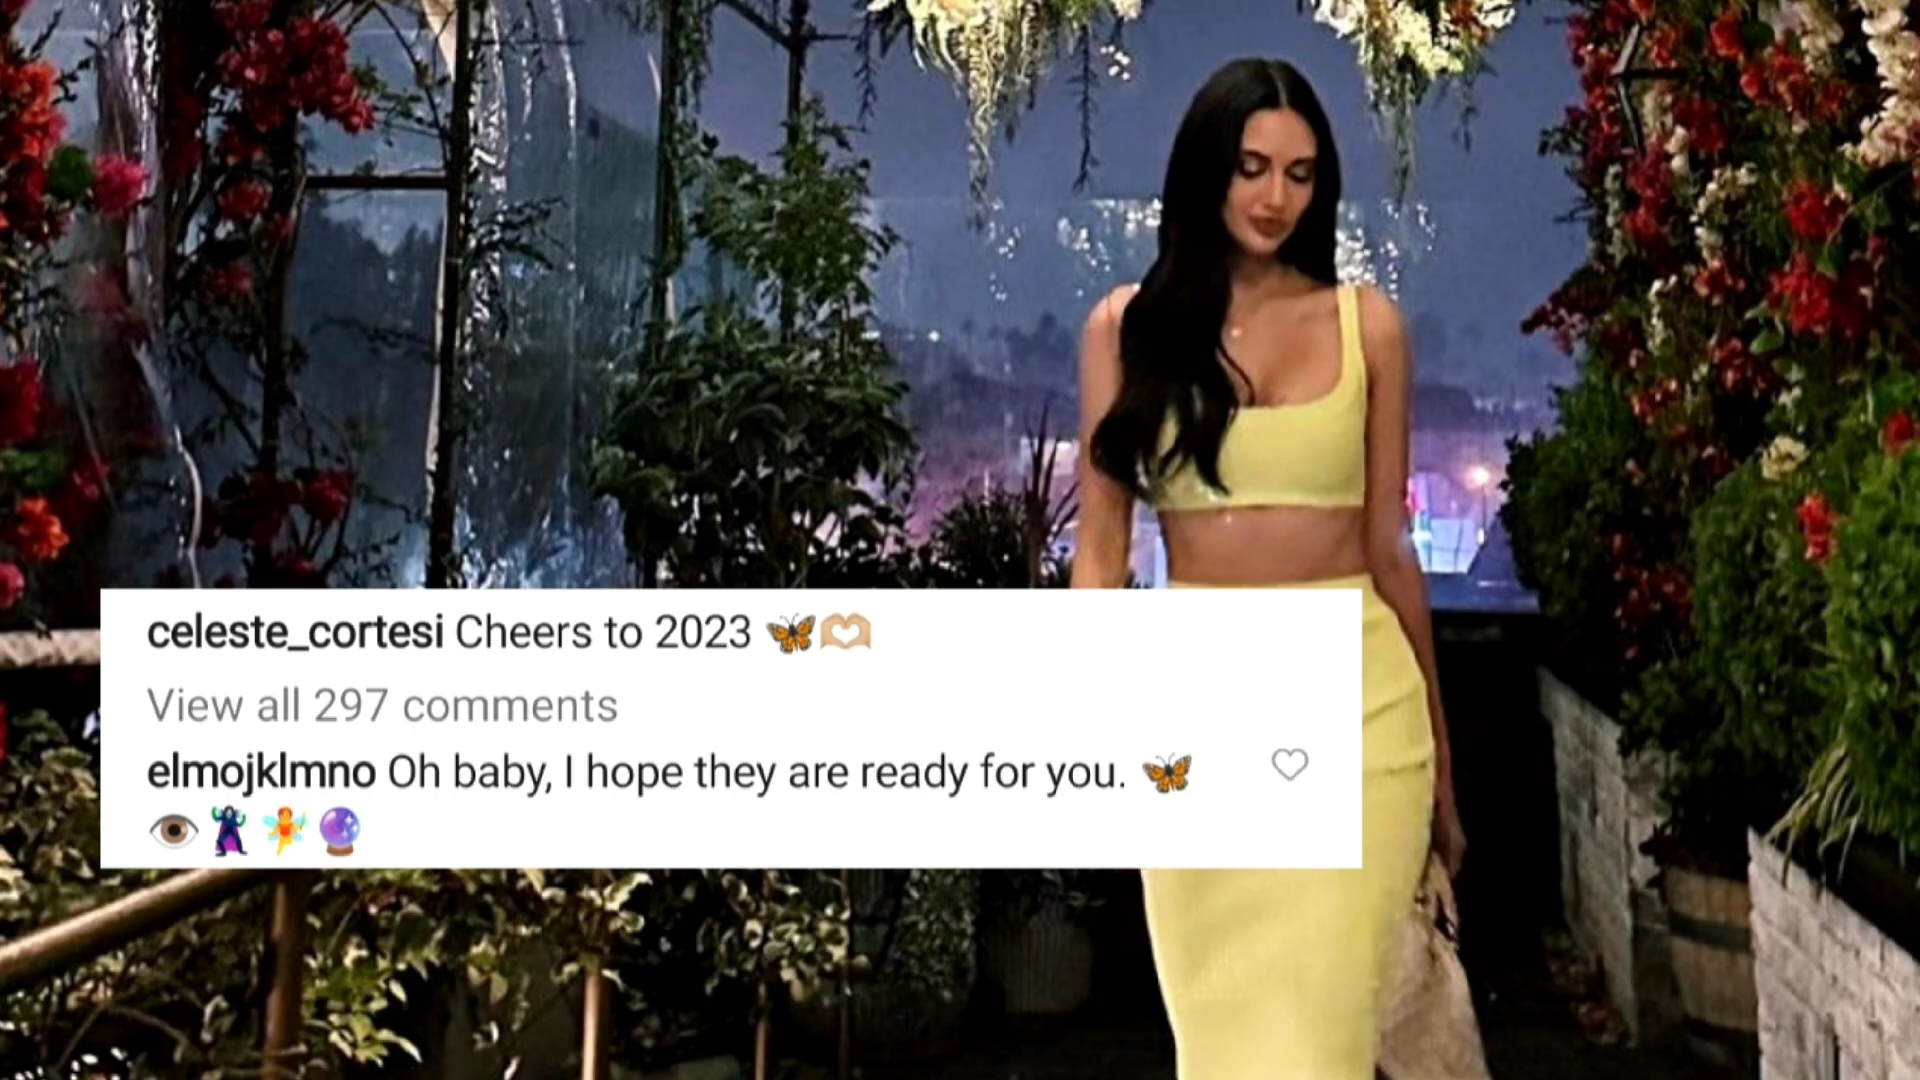 celeste_cortesi Cheers to 2023 🦋🫶🏼
View all 297 comments
elmojklmno Oh baby, I hope they are ready for you. 🦋
👁️🦹🏻‍♀️🧚🔮